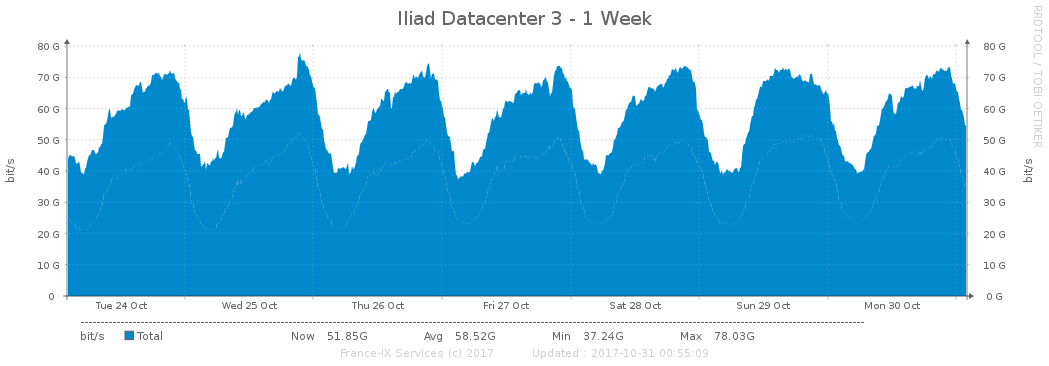 Iliad Datacenter 3 - 1 Week
RRDTOOL / TOBI OETIKER
80 G 80 G
70 G 70 G
60 G 60 G
50 G 50 G
40 G 40 G
30 G 30 G
20 G 20 G
10 G 10 G
0 0 G
bit/s bit/s
Tue 24 Oct Wed 25 Oct Thu 26 Oct Fri 27 Oct Sat 28 Oct Sun 29 Oct Mon 30 Oct
bit/s Total Now 51.85G Avg 58.52G Min 37.24G Max 78.03G
France-IX Services (c) 2017 Updated : 2017-10-31 00:55:09